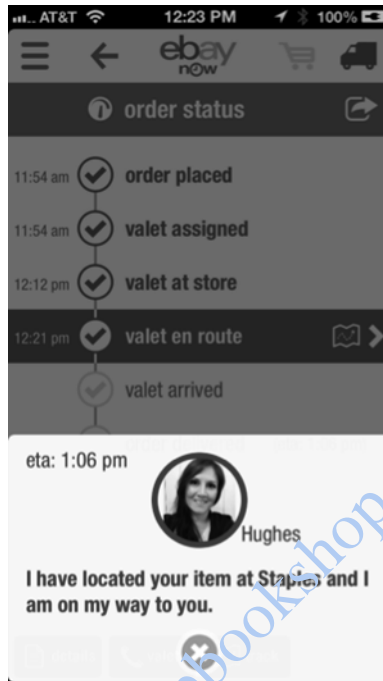 AT&T 12:23 PM 100%
ebay
now
order status
11:54 am order placed
11:54 am valet assigned
12:12 pm valet at store
12:21 pm valet en route
valet arrived
eta: 1:06 pm
Hughes
I have located your item at Staples and I
am on my way to you.